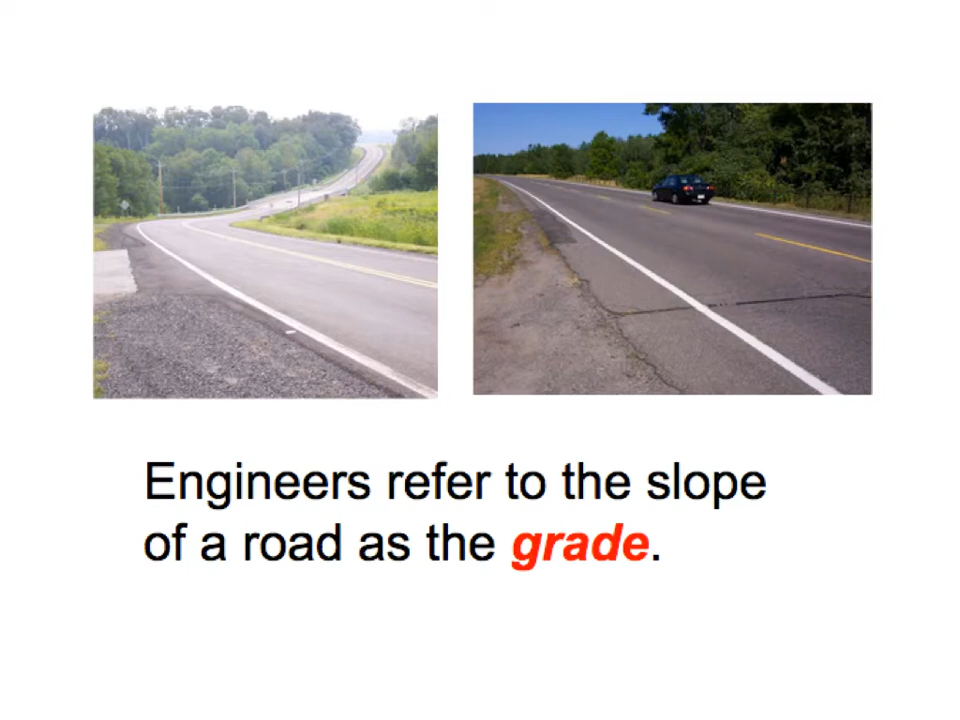 Engineers refer to the slope
of a road as the grade.